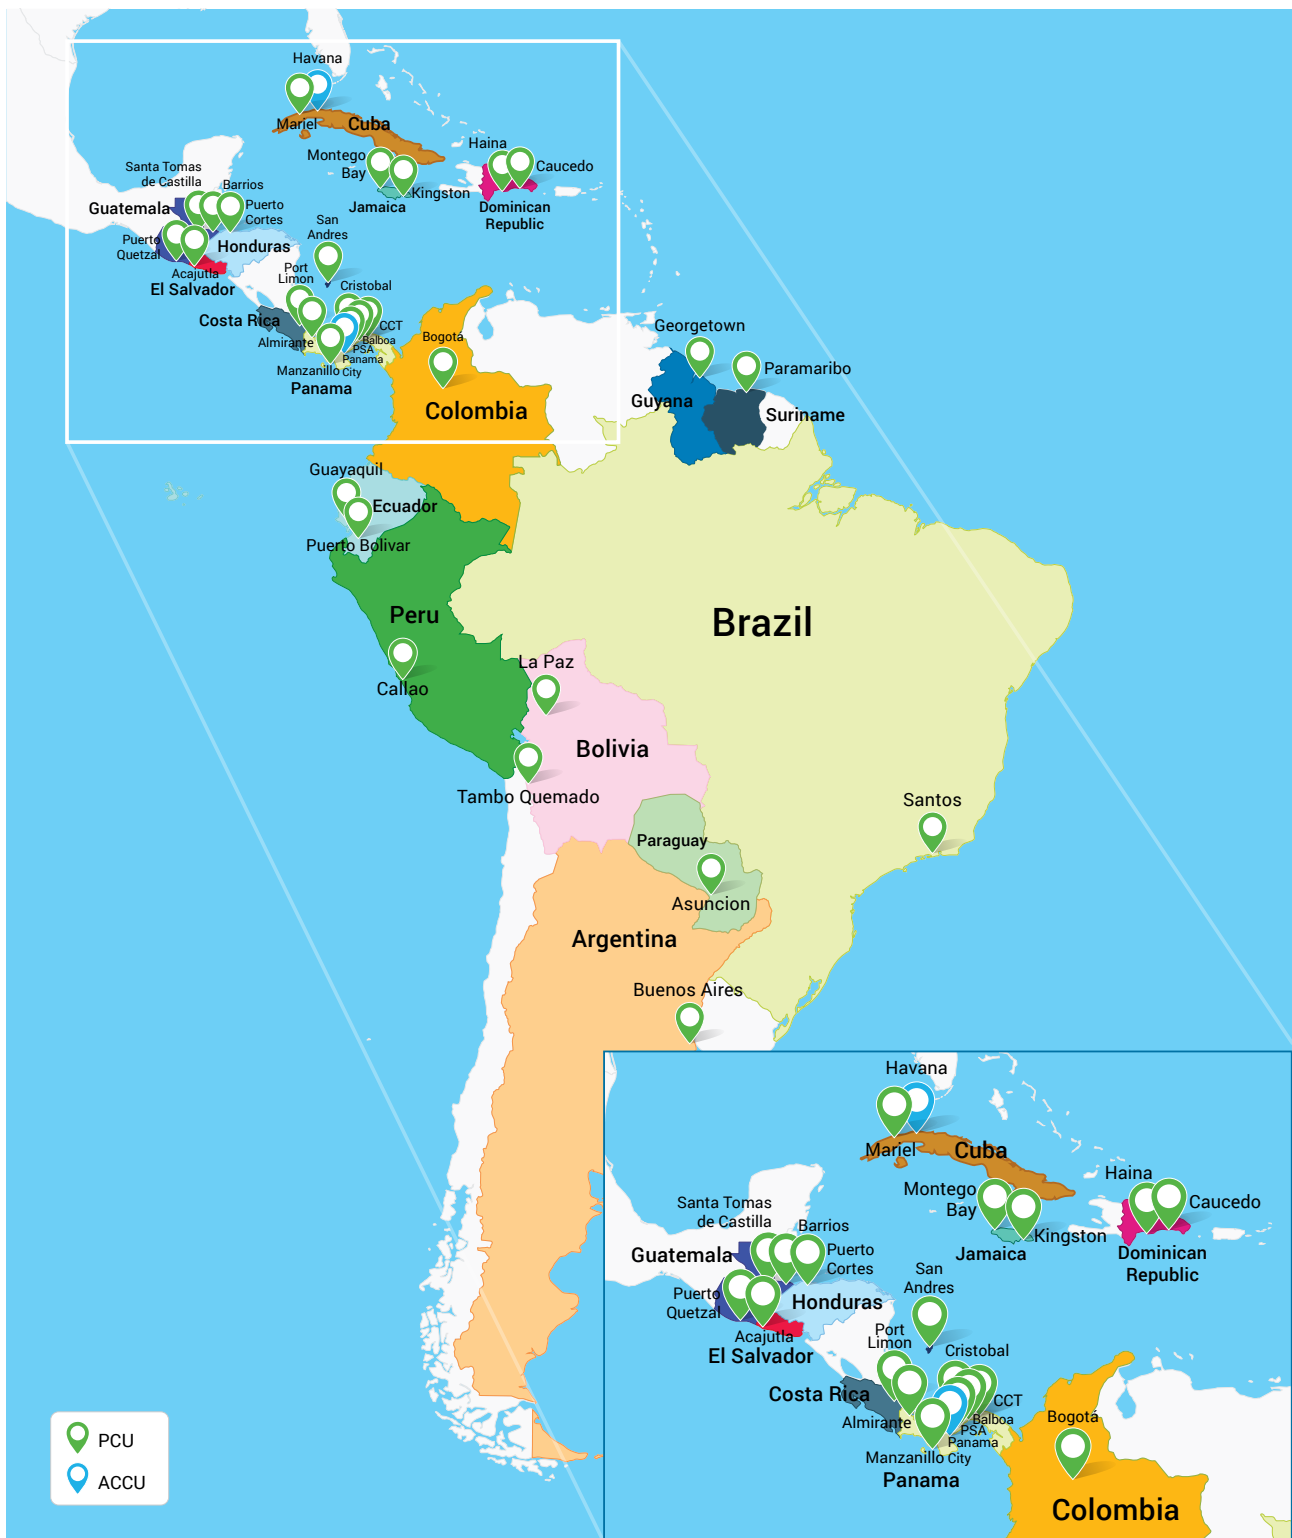 Havana
Mariel
Cuba
Montego
Bay
Kingston
Jamaica
Haina
Caucedo
Dominican
Republic
Santa Tomas
de Castilla
Barrios
Guatemala
Puerto
Cortes
Puerto
Quetzal
Honduras
Acajutla
El Salvador
San
Andres
Port
Limon
Cristobal
Costa Rica
CCT
Almirante
Balboa
PSA
Panama
City
Manzanillo
Panama
Bogotá
Colombia
Georgetown
Paramaribo
Guyana
Suriname
Guayaquil
Ecuador
Puerto Bolivar
Peru
Brazil
Callao
La Paz
Bolivia
Tambo Quemado
Santos
Paraguay
Asuncion
Argentina
Buenos Aires
Havana
Mariel
Cuba
Montego
Bay
Kingston
Jamaica
Haina
Caucedo
Dominican
Republic
Santa Tomas
de Castilla
Barrios
Guatemala
Puerto
Cortes
Puerto
Quetzal
Honduras
Acajutla
El Salvador
San
Andres
Port
Limon
Cristobal
Costa Rica
CCT
Almirante
Balboa
PSA
Panama
City
Manzanillo
Panama
Bogotá
Colombia
PCU
ACCU